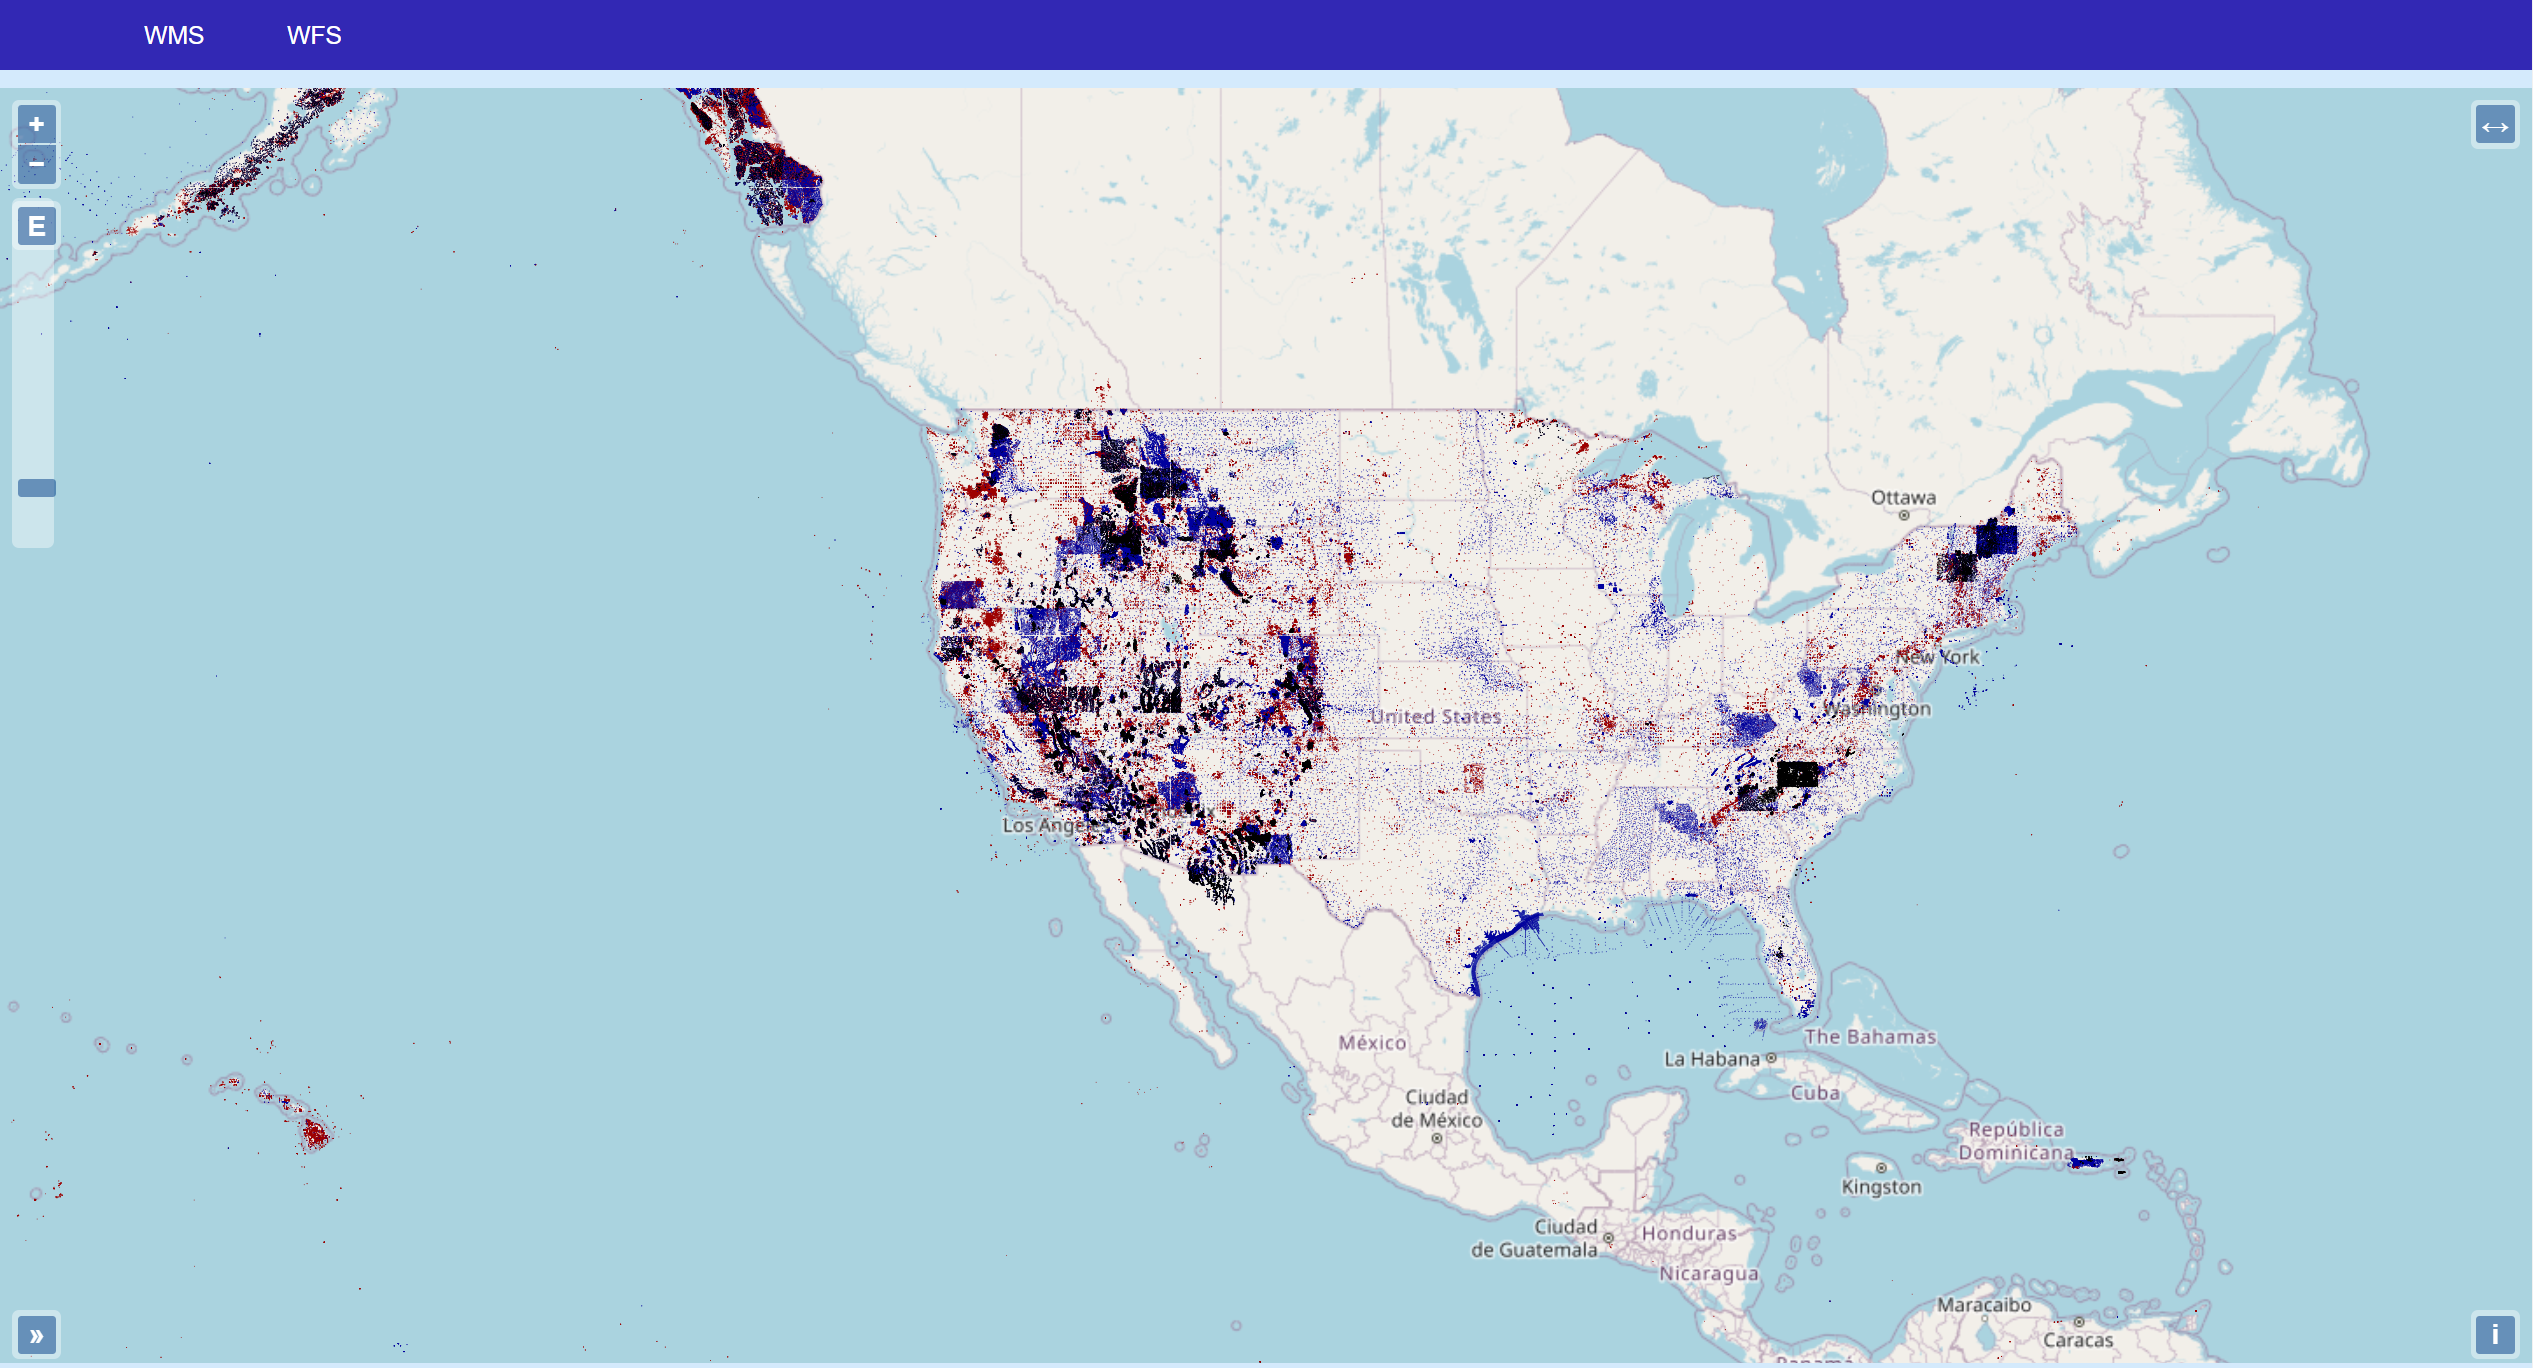 WMS WFS
+
−
E
↔
Ottawa
New York
Washington
United States
Los Angeles
México
The Bahamas
La Habana
Cuba
Ciudad
de México
República
Dominicana
Kingston
Ciudad
de Guatemala
Honduras
Nicaragua
Maracaibo
Caracas
»
i